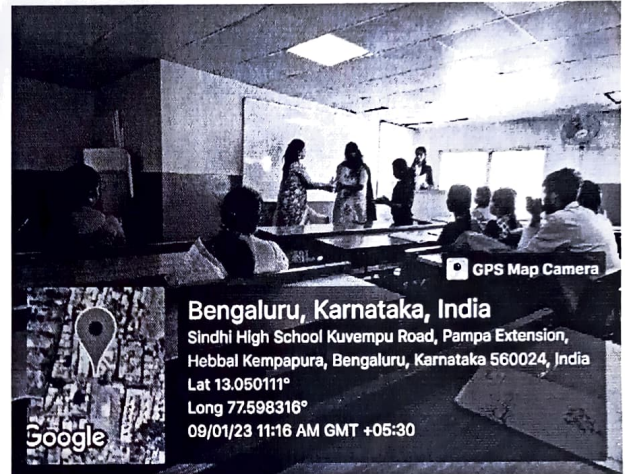 GPS Map Camera
Bengaluru, Karnataka, India
Sindhi High School Kuvempu Road, Pampa Extension,
Hebbal Kempapura, Bengaluru, Karnataka 560024, India
Lat 13.050111°
Long 77.598316°
09/01/23 11:16 AM GMT +05:30
Google